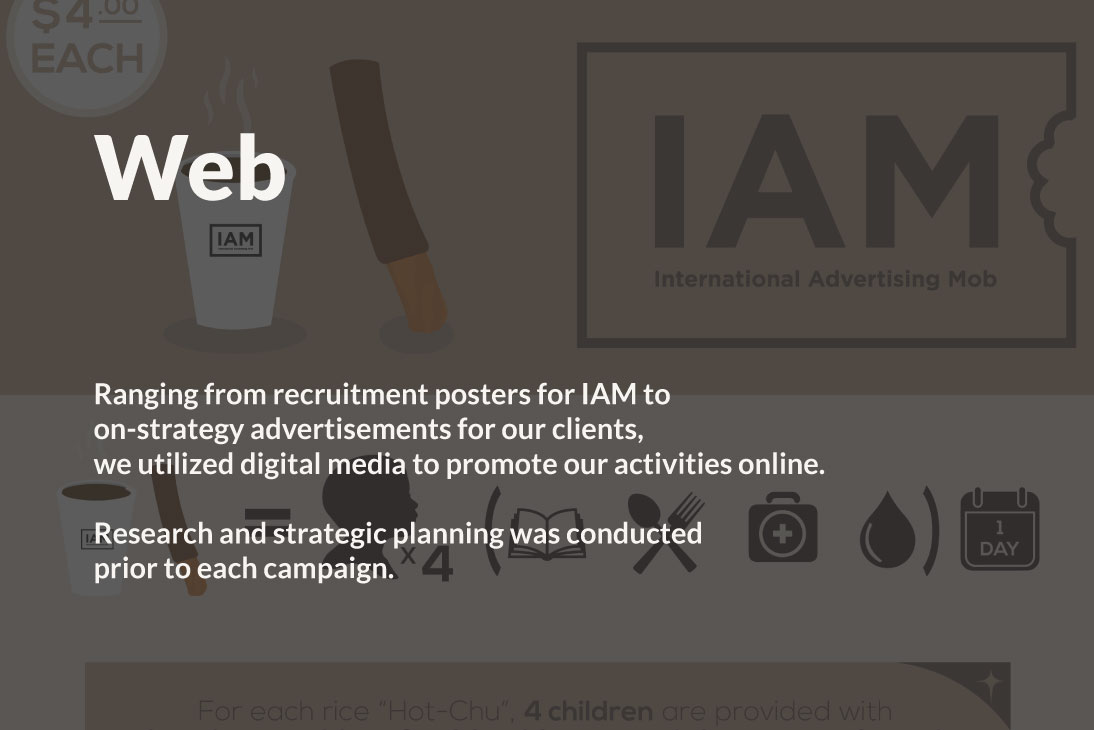 $4.00
EACH
Web
IAM
IAM
International Advertising Mob
Ranging from recruitment posters for IAM to
on-strategy advertisements for our clients,
we utilized digital media to promote our activities online.
Research and strategic planning was conducted
prior to each campaign.
IAM
x 4
1
DAY
For each rice “Hot-Chu”, 4 children are provided with